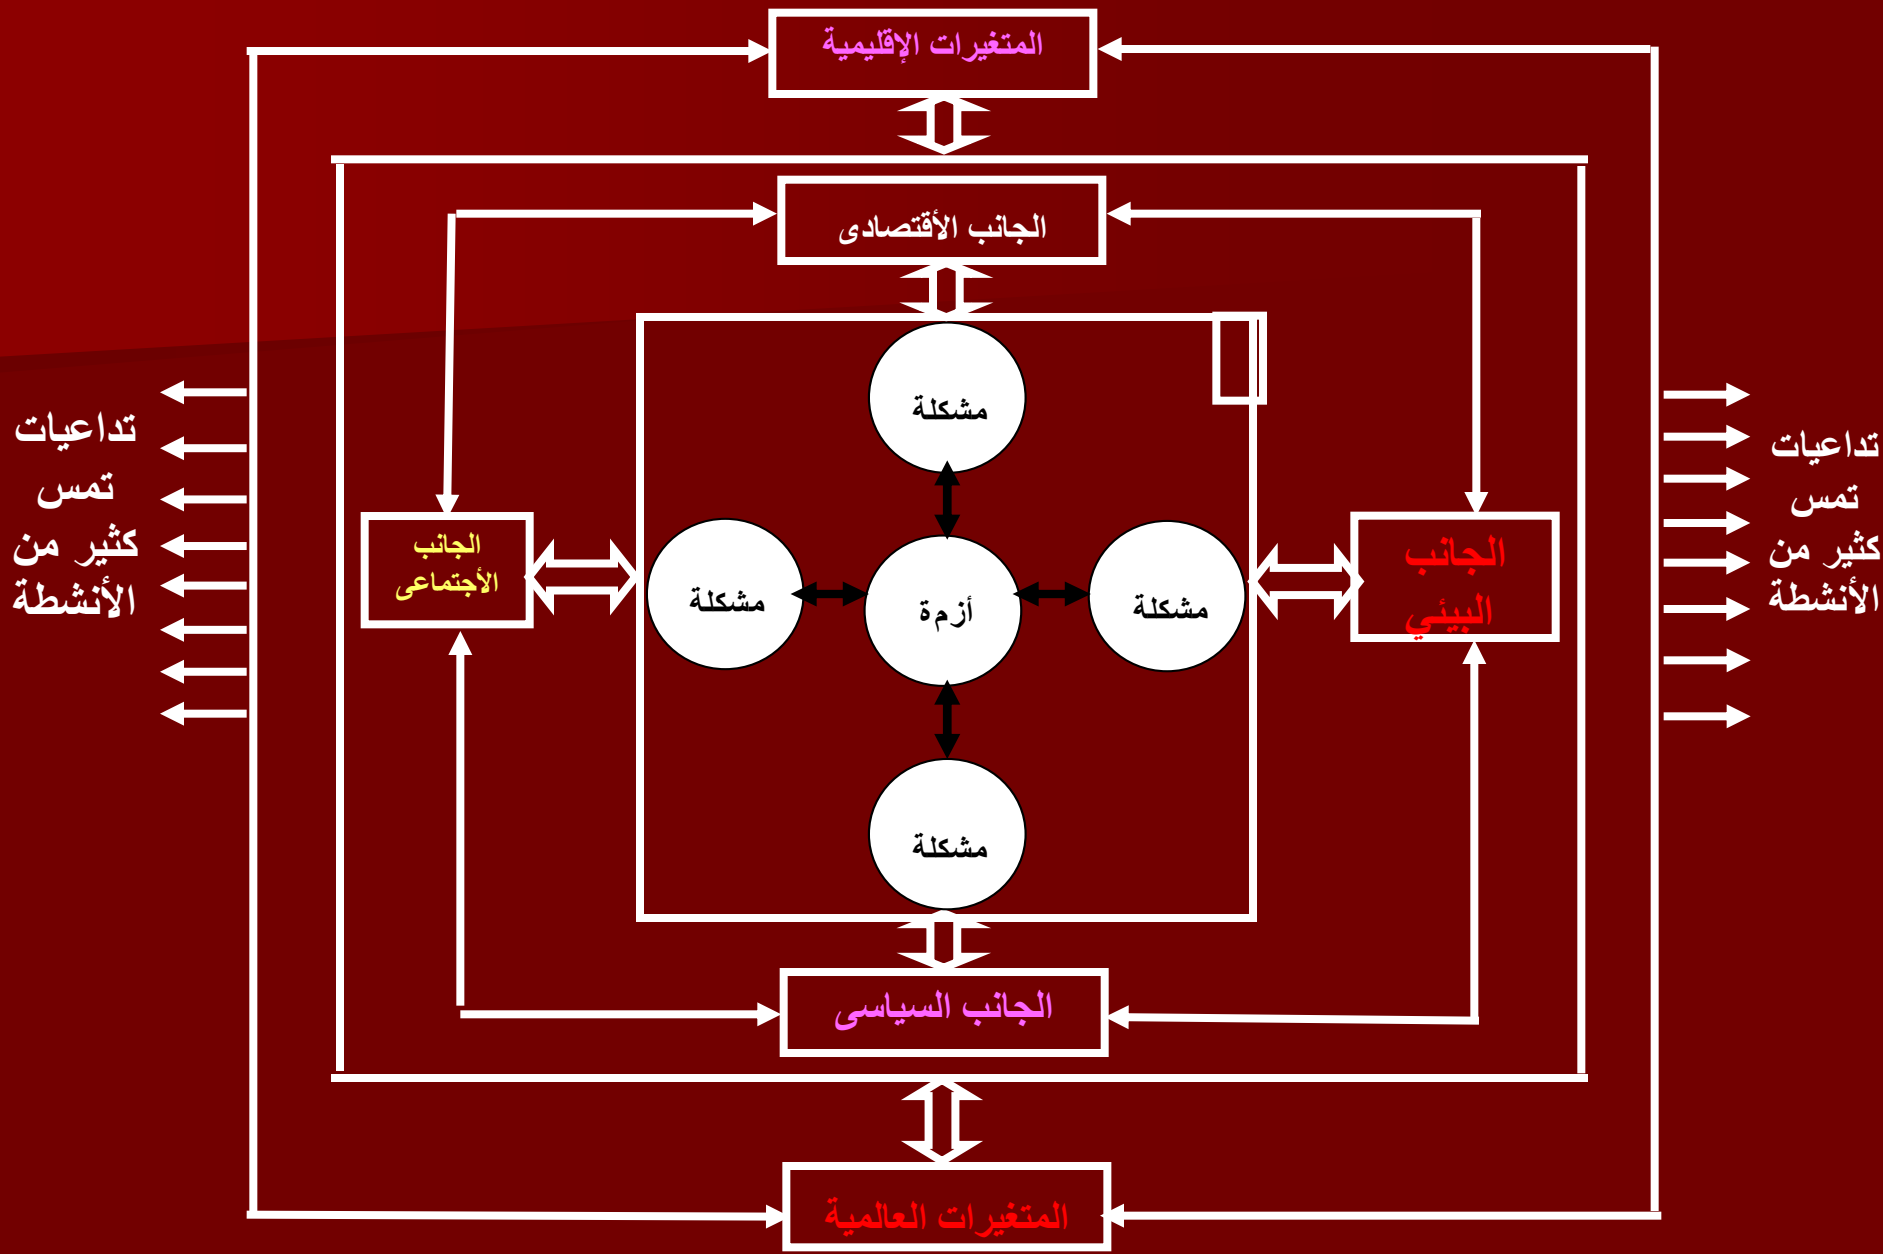 المتغيرات الإقليمية
الجانب الأقتصادى
مشكلة
تداعيات
تمس
كثير من
الأنشطة
الجانب
البيئي
مشكلة
أزمة
مشكلة
الجانب
الأجتماعى
تداعيات
تمس
كثير من
الأنشطة
مشكلة
الجانب السياسى
المتغيرات العالمية